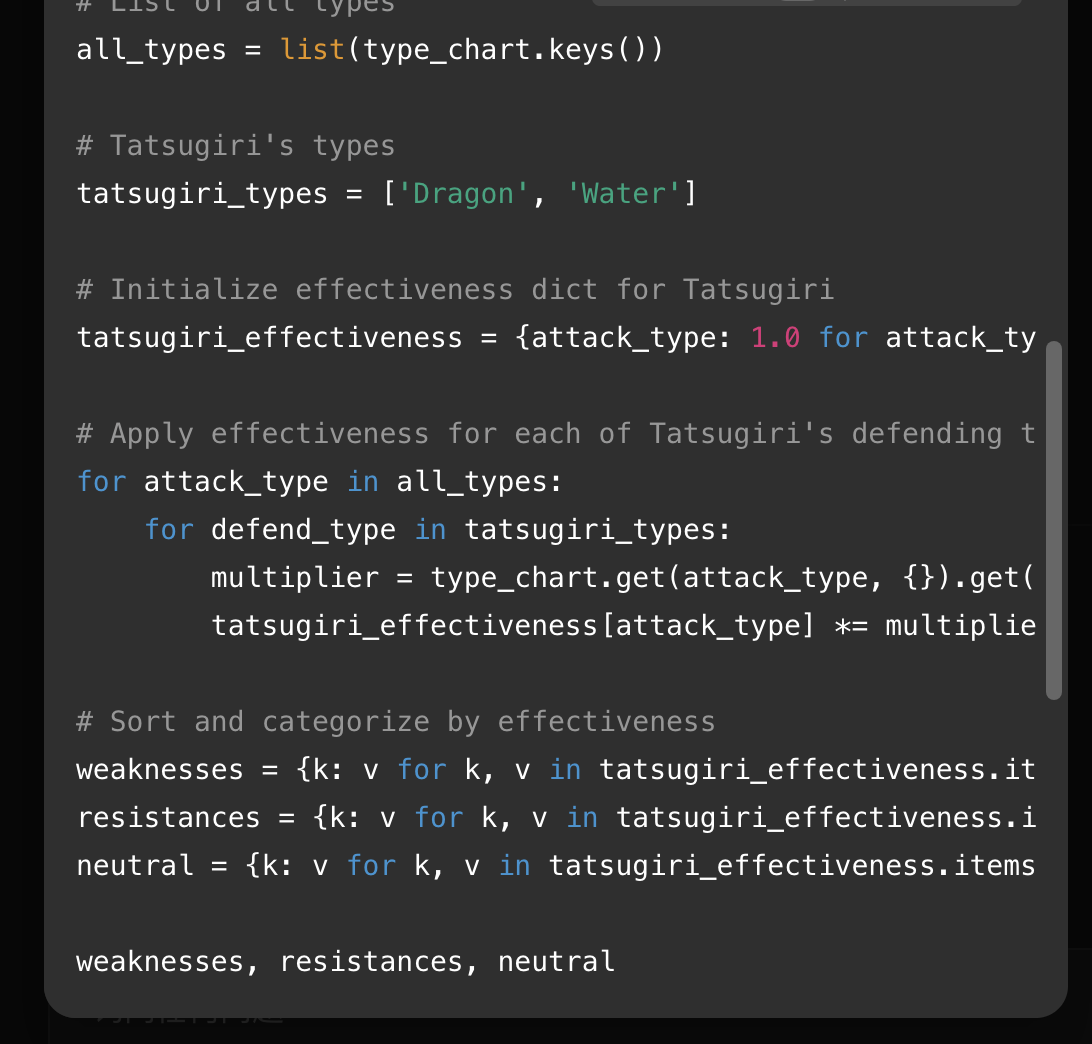 # List of all types
all_types = list(type_chart.keys())
# Tatsugiri's types
tatsugiri_types = ['Dragon', 'Water']
# Initialize effectiveness dict for Tatsugiri
tatsugiri_effectiveness = {attack_type: 1.0 for attack_ty
# Apply effectiveness for each of Tatsugiri's defending t
for attack_type in all_types:
    for defend_type in tatsugiri_types:
        multiplier = type_chart.get(attack_type, {}).get(
        tatsugiri_effectiveness[attack_type] *= multiplie
# Sort and categorize by effectiveness
weaknesses = {k: v for k, v in tatsugiri_effectiveness.it
resistances = {k: v for k, v in tatsugiri_effectiveness.i
neutral = {k: v for k, v in tatsugiri_effectiveness.items
weaknesses, resistances, neutral